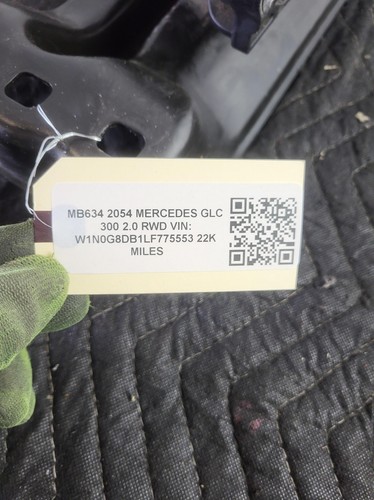 MB634 2054 MERCEDES GLC
300 2.0 RWD VIN:
W1N0G8DB1LF775553 22K
MILES